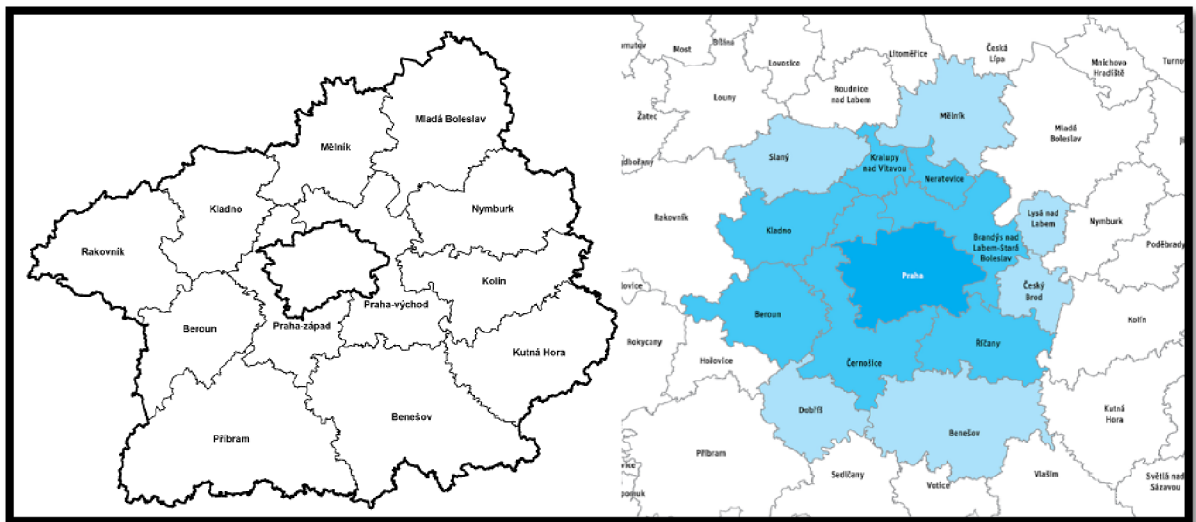 Mladá Boleslav
Mělník
Kladno
Nymburk
Rakovník
Kolín
Praha-východ
Beroun
Praha-západ
Kutná Hora
Benešov
Příbram
Most
Bílina
Litoměřice
Česká
Lípa
Lovosice
Mnichovo
Hradiště
Roudnice
nad Labem
Louny
Žatec
Mělník
Mladá
Boleslav
Slaný
Kralupy
nad Vltavou
Neratovice
Rakovník
Lysá nad
Labem
Nymburk
Kladno
Brandýs nad
Labem-Stará
Boleslav
Poděbrady
Praha
Český
Brod
Beroun
Kolín
Rokycany
Hořovice
Černošice
Říčany
Dobříš
Kutná
Hora
Benešov
Příbram
Sedlčany
Votice
Vlašim
Světlá nad
Sázavou